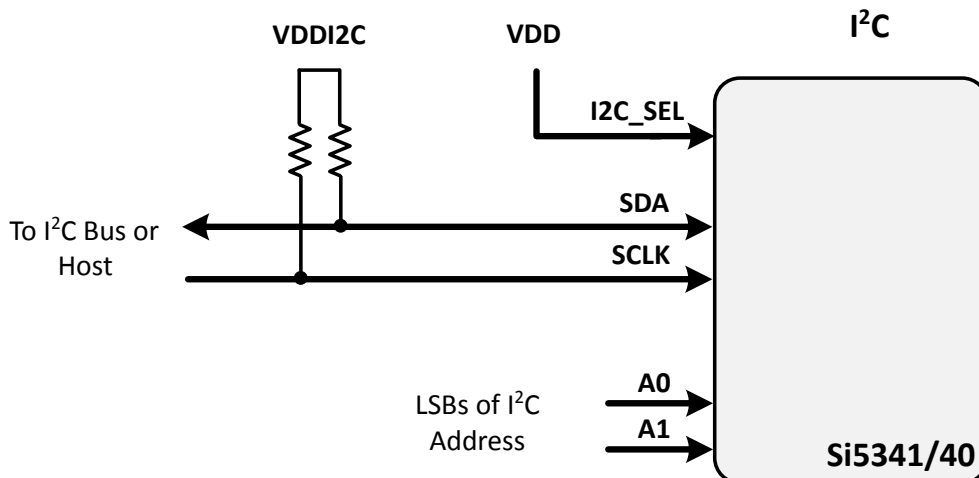 I²C
VDDI2C
VDD
I2C_SEL
SDA
To I²C Bus or
Host
SCLK
A0
LSBs of I²C
Address
A1
Si5341/40